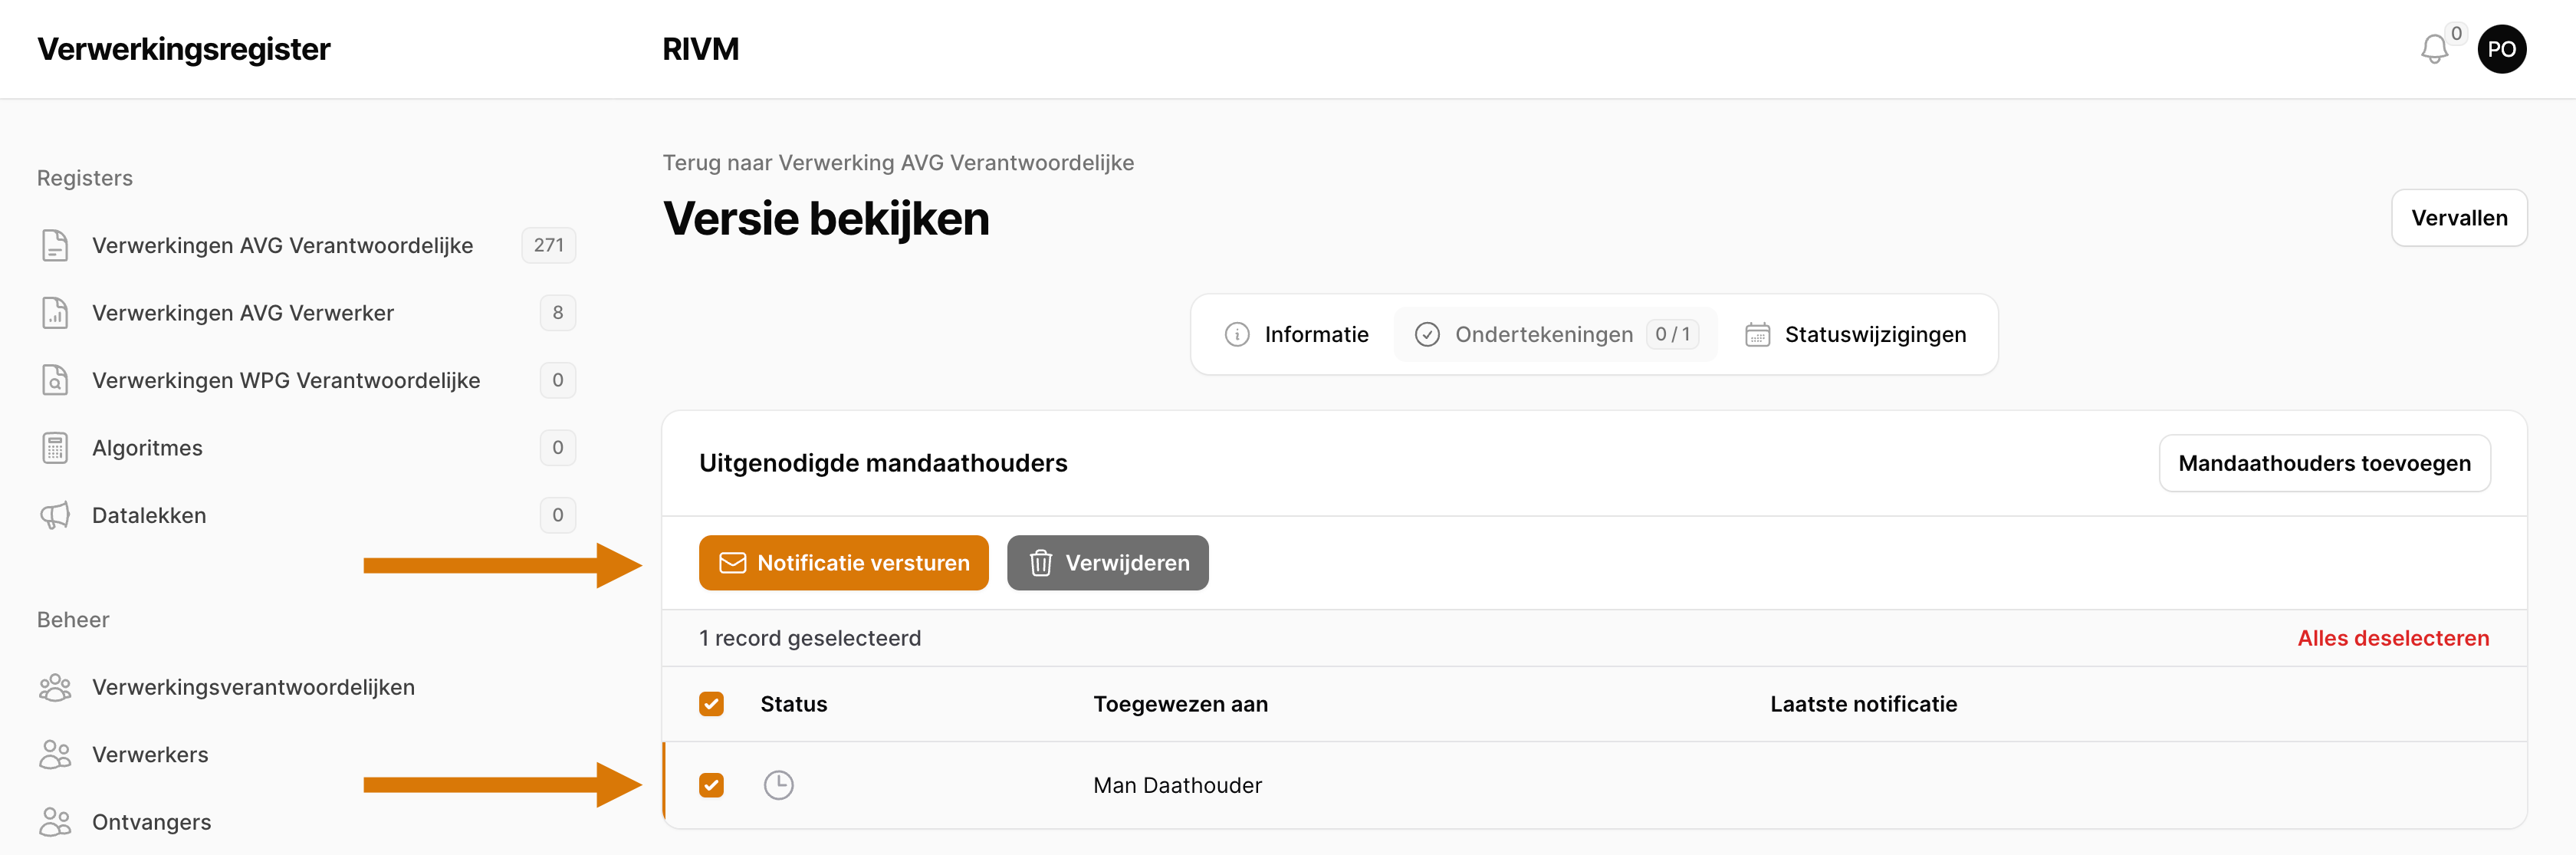 Verwerkingsregister
RIVM
0
PO
Registers
Verwerkingen AVG Verantwoordelijke 271
Verwerkingen AVG Verwerker 8
Verwerkingen WPG Verantwoordelijke 0
Algoritmes 0
Datalekken 0
Beheer
Verwerkingsverantwoordelijken
Verwerkers
Ontvangers
Terug naar Verwerking AVG Verantwoordelijke
Versie bekijken
Vervallen
Informatie
Ondertekeningen 0 / 1
Statuswijzigingen
Uitgenodigde mandaathouders
Mandaathouders toevoegen
Notificatie versturen
Verwijderen
1 record geselecteerd
Alles deselecteren
Status Toegewezen aan Laatste notificatie
Man Daathouder